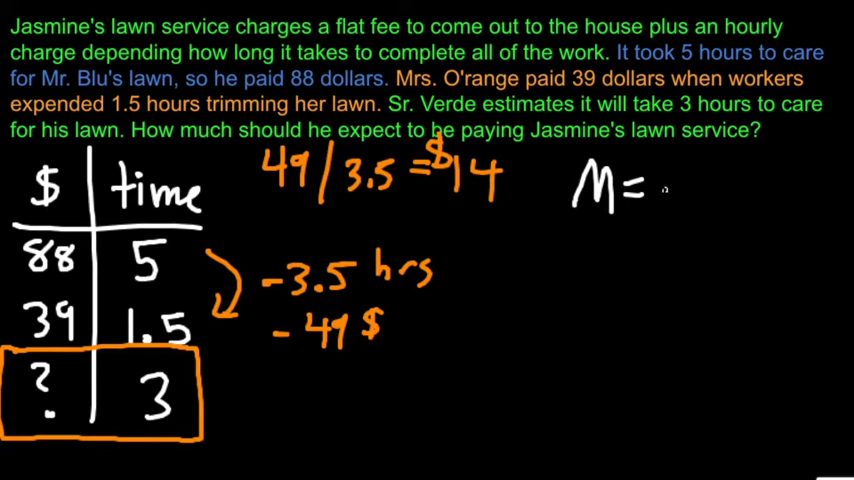 Jasmine's lawn service charges a flat fee to come out to the house plus an hourly
charge depending how long it takes to complete all of the work. It took 5 hours to care
for Mr. Blu's lawn, so he paid 88 dollars. Mrs. O'range paid 39 dollars when workers
expended 1.5 hours trimming her lawn. Sr. Verde estimates it will take 3 hours to care
for his lawn. How much should he expect to be paying Jasmine's lawn service?
49/3.5 = $14
M =
$ time
88 5
-3.5 hrs
39 1.5
-49 $
? 3